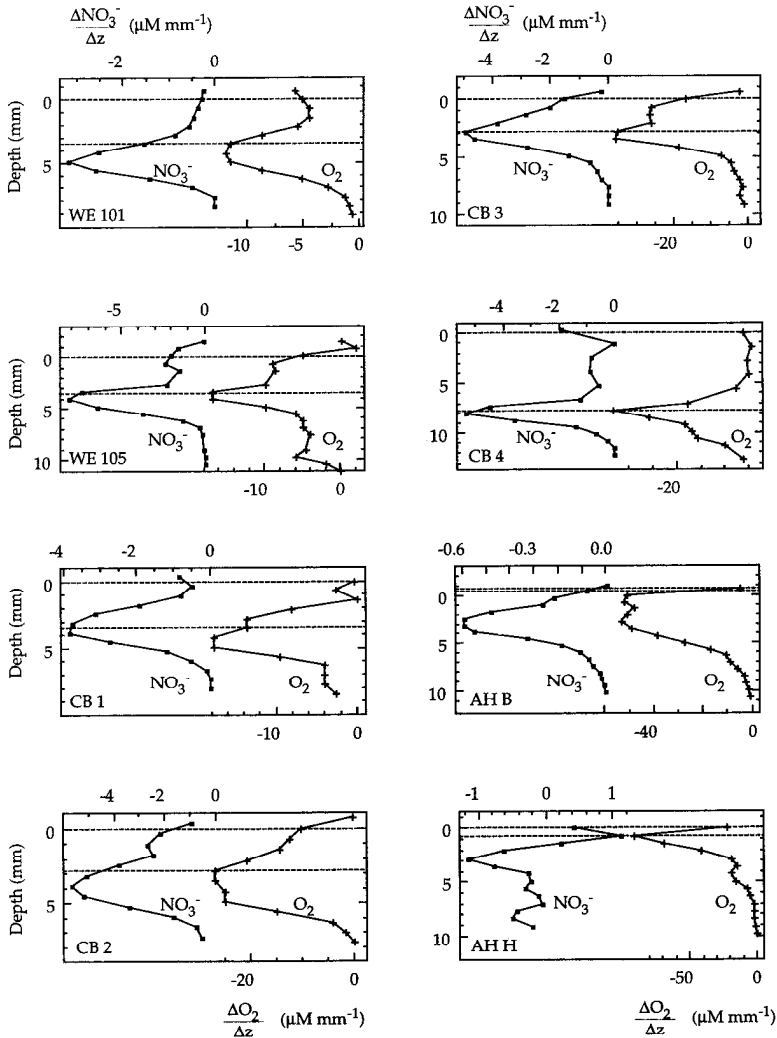 ΔNO₃⁻
Δz
(μM mm⁻¹)
ΔNO₃⁻
Δz
(μM mm⁻¹)
-2 0
Depth (mm)
0
5
NO₃⁻
O₂
WE 101
-10 -5 0
-4 -2 0
0
5
10
NO₃⁻
O₂
CB 3
-20 0
-5 0
Depth (mm)
0
5
10
NO₃⁻
O₂
WE 105
-10 0
-4 -2 0
0
5
10
NO₃⁻
O₂
CB 4
-20
-4 -2 0
Depth (mm)
0
5
NO₃⁻
O₂
CB 1
-10 0
-0.6 -0.3 0.0
0
5
10
NO₃⁻
O₂
AH B
-40 0
-4 -2 0
Depth (mm)
0
5
NO₃⁻
O₂
CB 2
-20 0
-1 0 1
0
5
10
NO₃⁻
O₂
AH H
-50 0
ΔO₂
Δz
(μM mm⁻¹)
ΔO₂
Δz
(μM mm⁻¹)